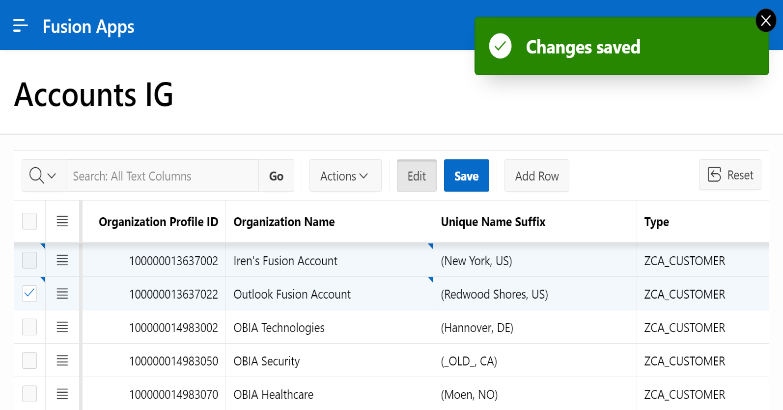 Fusion Apps
Changes saved
Accounts IG
Search: All Text Columns Go Actions Edit Save Add Row Reset
Organization Profile ID Organization Name Unique Name Suffix Type
100000013637002 Iren's Fusion Account (New York, US) ZCA_CUSTOMER
100000013637022 Outlook Fusion Account (Redwood Shores, US) ZCA_CUSTOMER
100000014983002 OBIA Technologies (Hannover, DE) ZCA_CUSTOMER
100000014983050 OBIA Security (_OLD_, CA) ZCA_CUSTOMER
100000014983070 OBIA Healthcare (Moen, NO) ZCA_CUSTOMER